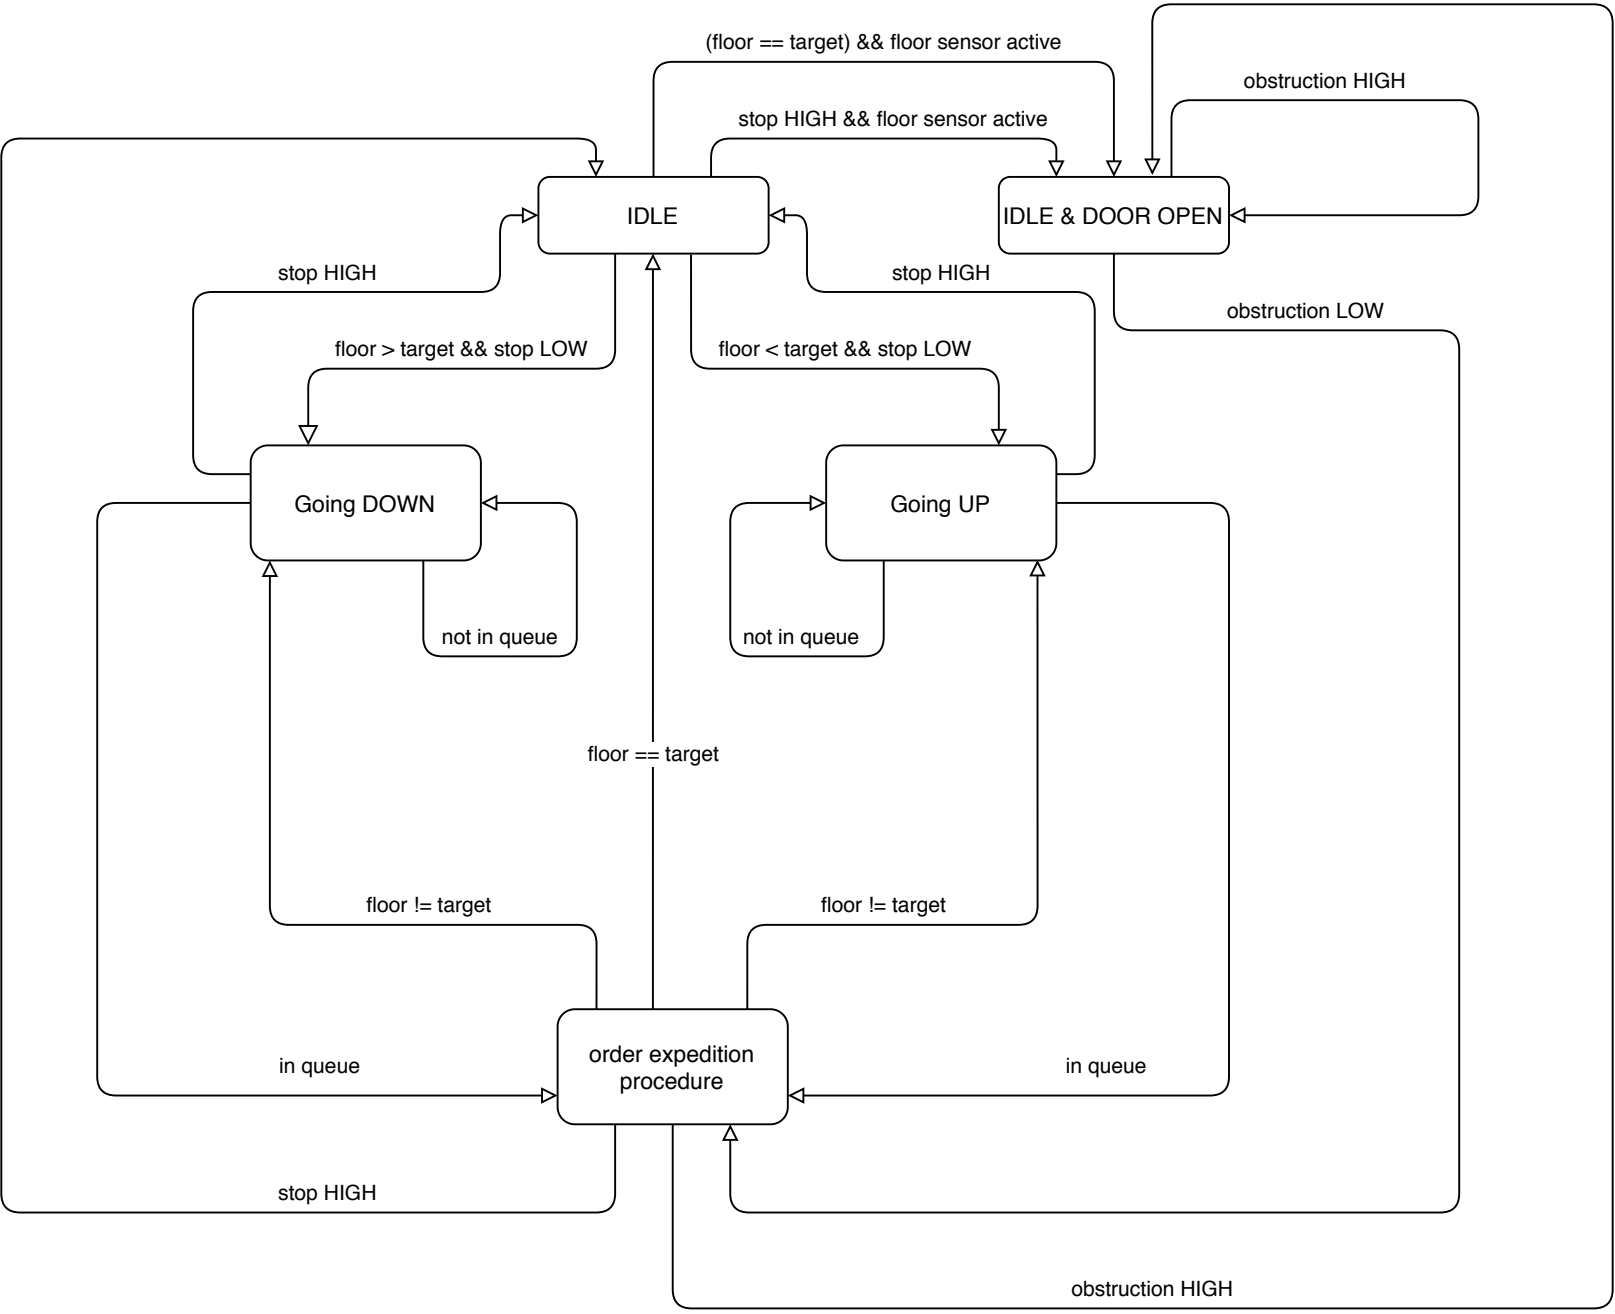 (floor == target) && floor sensor active
obstruction HIGH
stop HIGH && floor sensor active
IDLE
IDLE & DOOR OPEN
stop HIGH
stop HIGH
obstruction LOW
floor > target && stop LOW
floor < target && stop LOW
Going DOWN
Going UP
not in queue
not in queue
floor == target
floor != target
floor != target
order expedition
procedure
in queue
in queue
stop HIGH
obstruction HIGH